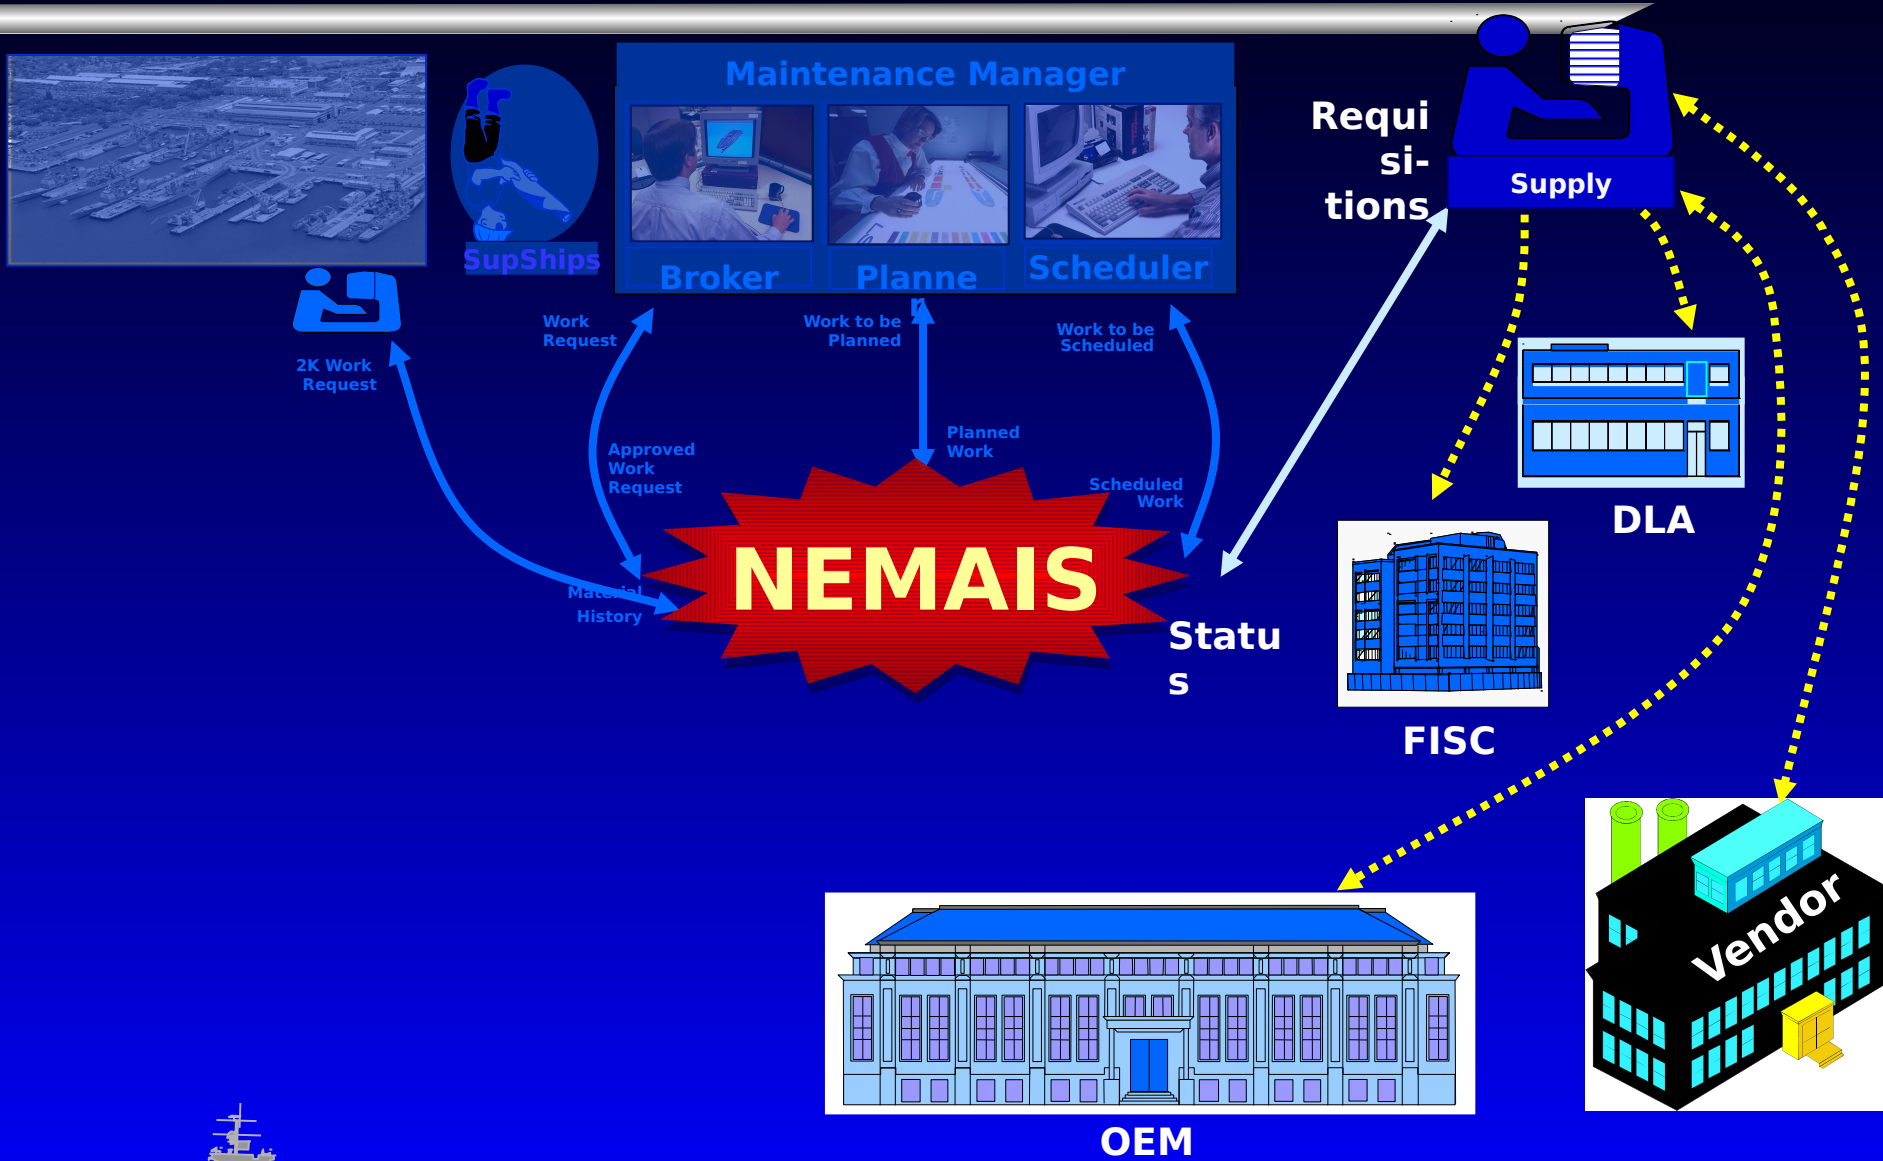 Maintenance Manager
Requi
si-
tions
Supply
SupShips
Broker
Planne
r
Scheduler
Work
Request
Work to be
Planned
Work to be
Scheduled
2K Work
Request
Approved
Work
Request
Planned
Work
Scheduled
Work
NEMAIS
Material
History
Statu
s
DLA
FISC
Vendor
OEM